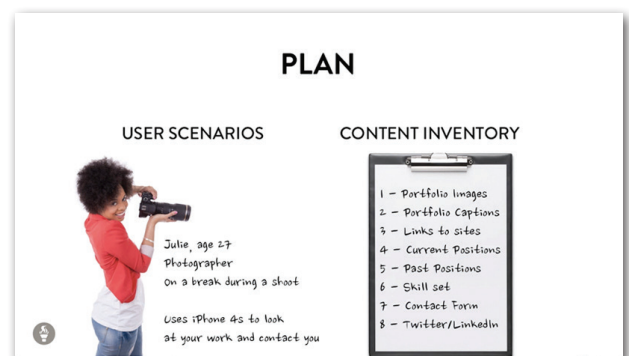 PLAN
USER SCENARIOS
CONTENT INVENTORY
Julie, age 27
Photographer
On a break during a shoot
Uses iPhone 4s to look
at your work and contact you
1 - Portfolio Images
2 - Portfolio Captions
3 - Links to sites
4 - Current Positions
5 - Past Positions
6 - Skill set
7 - Contact Form
8 - Twitter/LinkedIn